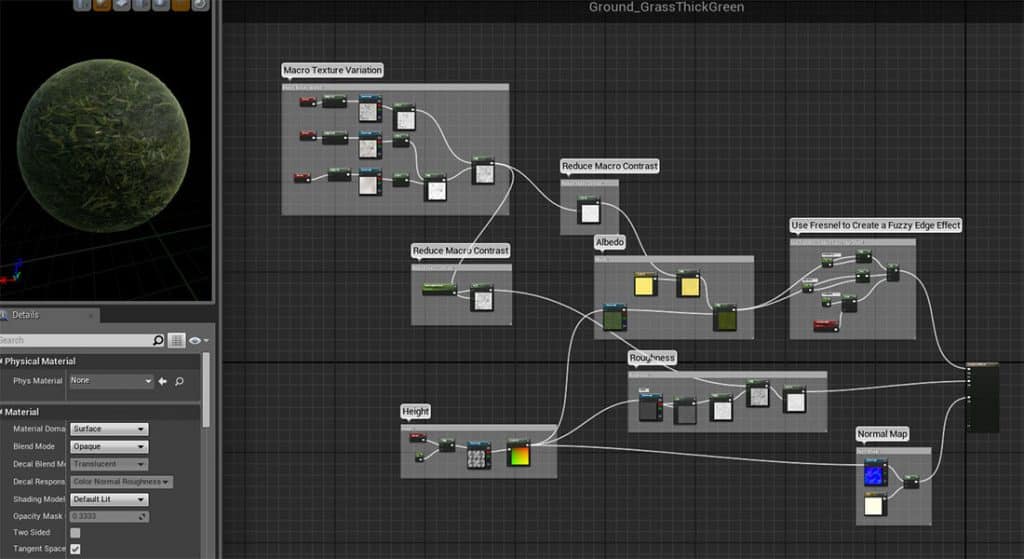 Ground_GrassThickGreen
Macro Texture Variation
Reduce Macro Contrast
Use Fresnel to Create a Fuzzy Edge Effect
Albedo
Reduce Macro Contrast
Roughness
Height
Normal Map
Details
Search
Physical Material
Phys Material None
Material
Material Doma Surface
Blend Mode Opaque
Decal Blend M Translucent
Decal Respons Color Normal Roughness
Shading Model Default Lit
Opacity Mask 0.3333
Two Sided
Tangent Space